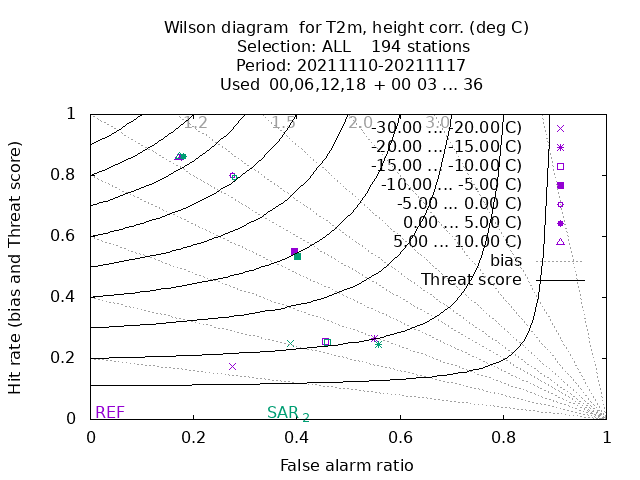 Wilson diagram  for T2m, height corr. (deg C)
Selection: ALL    194 stations
Period: 20211110-20211117
Used  00,06,12,18  + 00 03 ... 36
Hit rate (bias and Threat score)
1
0.8
0.6
0.4
0.2
0
1.2
1.5
2.0
3.0
-30.00 ... -20.00 C)
-20.00 ... -15.00 C)
-15.00 ... -10.00 C)
-10.00 ... -5.00 C)
-5.00 ... 0.00 C)
0.00 ... 5.00 C)
5.00 ... 10.00 C)
bias
Threat score
REF
SAR 2
0
0.2
0.4
0.6
0.8
1
False alarm ratio